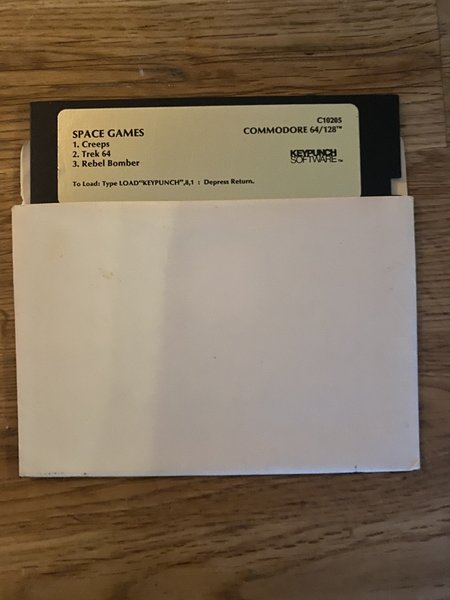 C10205
SPACE GAMES COMMODORE 64/128™
1. Creeps
2. Trek 64 KEYPUNCH
3. Rebel Bomber SOFTWARE™
To Load: Type LOAD"KEYPUNCH",8,1 : Depress Return.